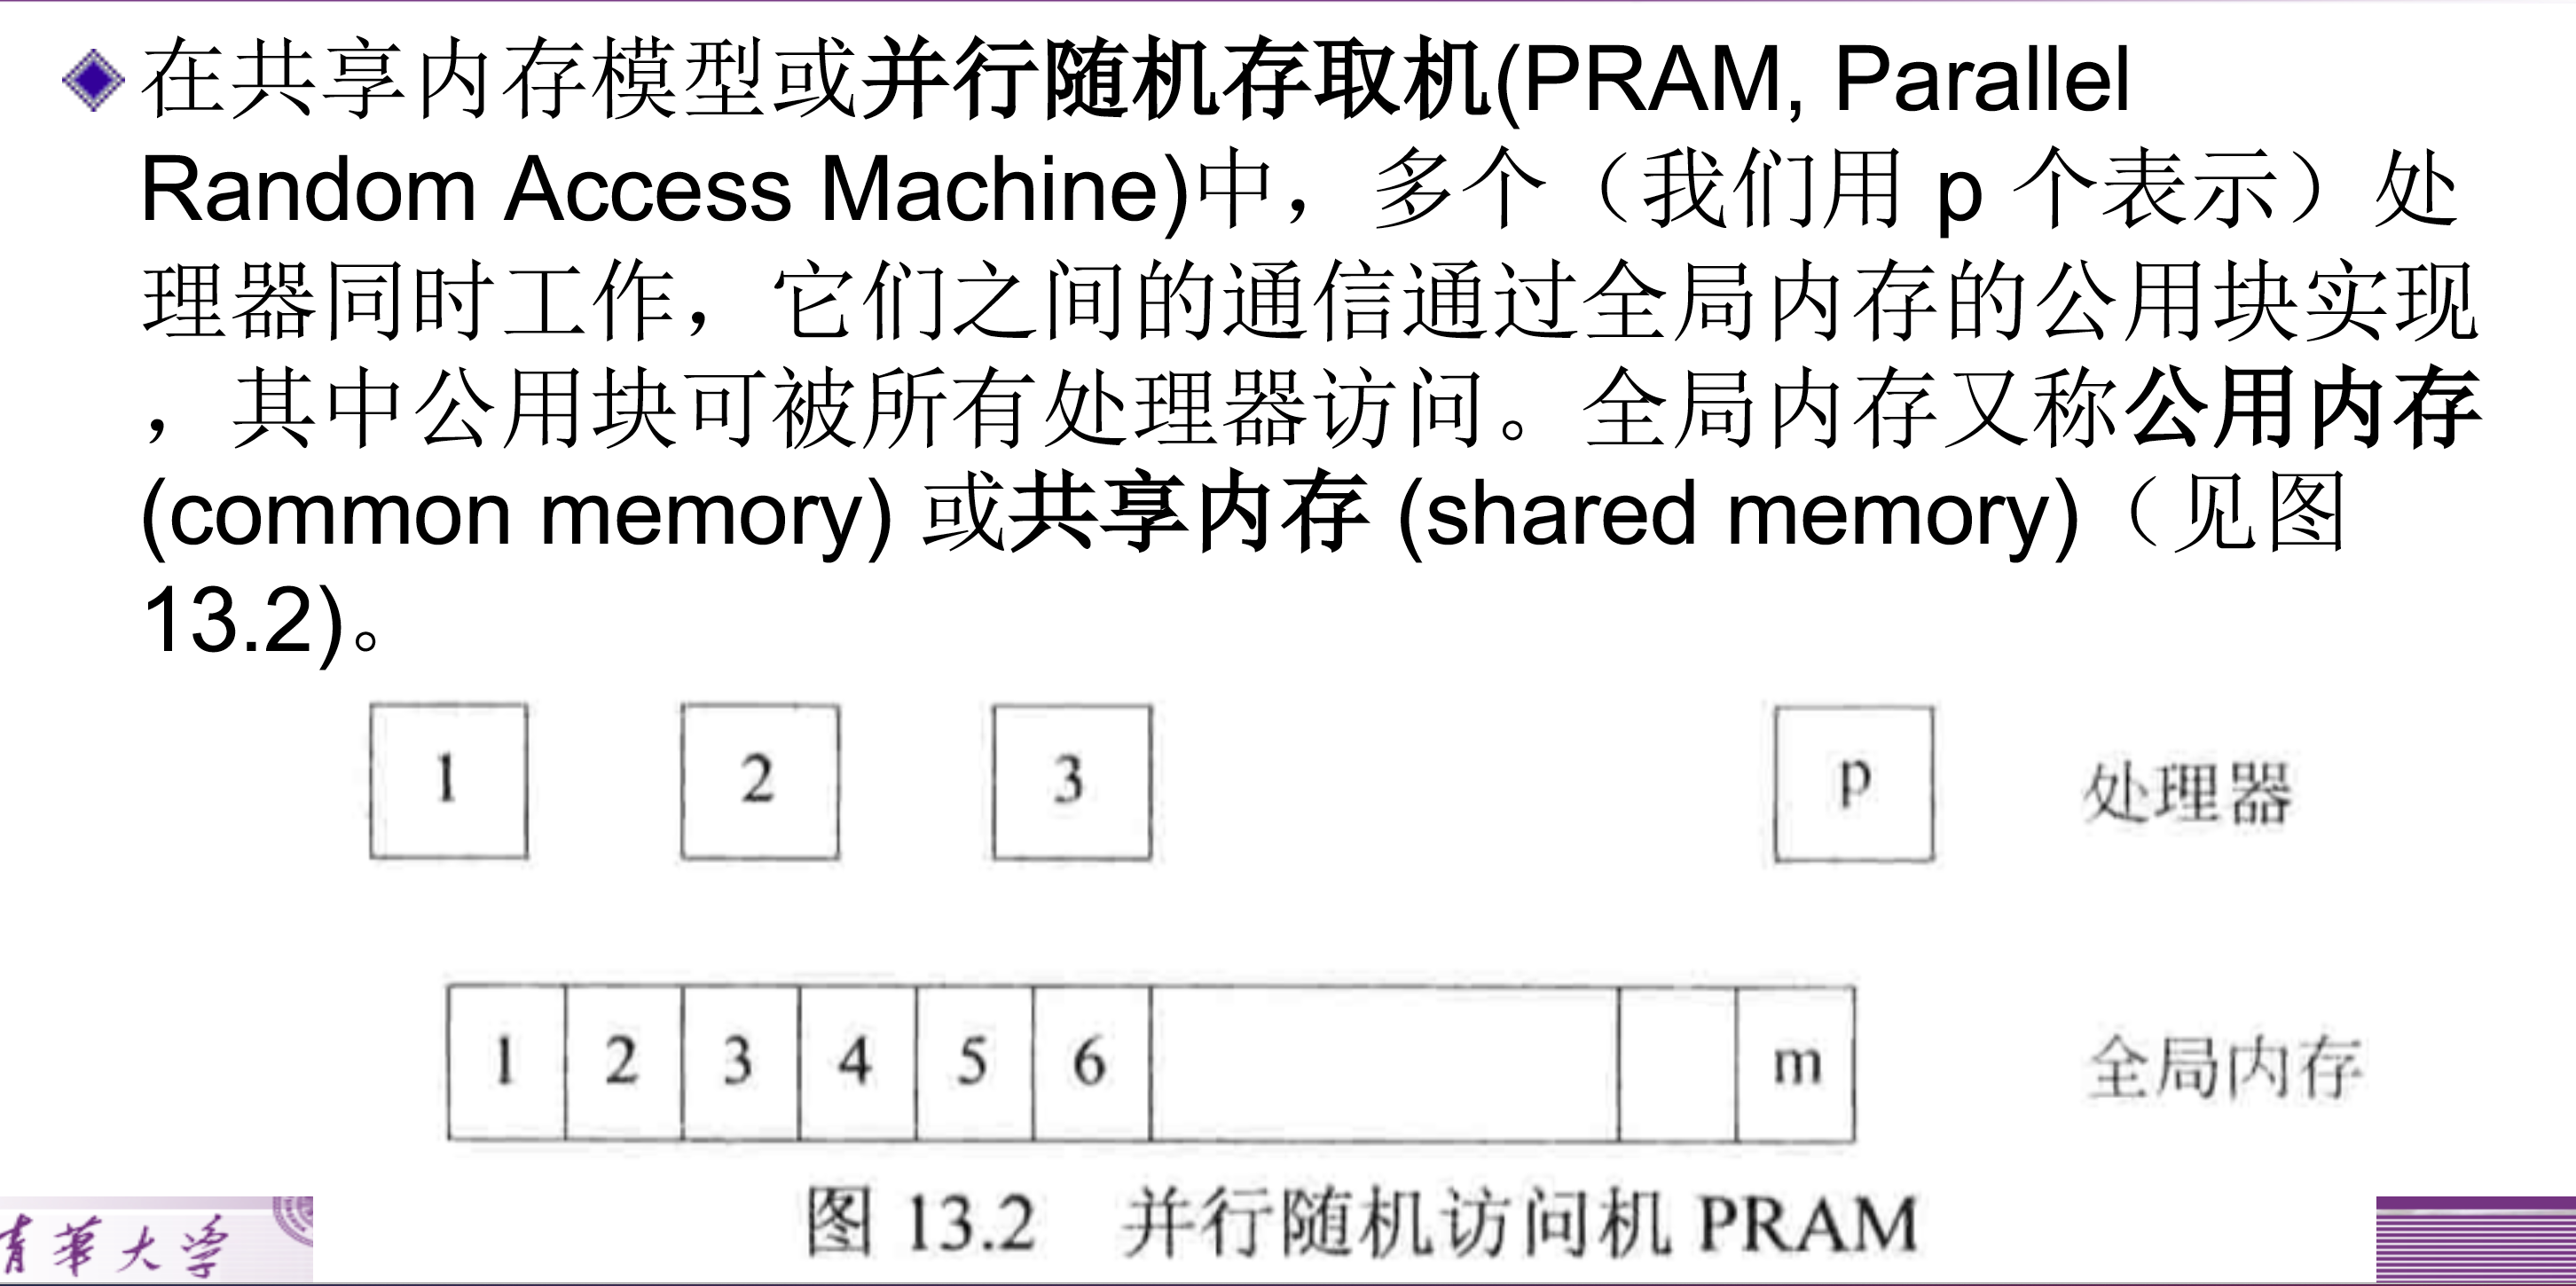 在共享内存模型或并行随机存取机(PRAM, Parallel
Random Access Machine)中，多个（我们用 p 个表示）处
理器同时工作，它们之间的通信通过全局内存的公用块实现
，其中公用块可被所有处理器访问。全局内存又称公用内存
(common memory) 或共享内存 (shared memory)（见图
13.2)。
1 2 3 p 处理器
1 2 3 4 5 6 m 全局内存
图 13.2 并行随机访问机 PRAM
清華大学